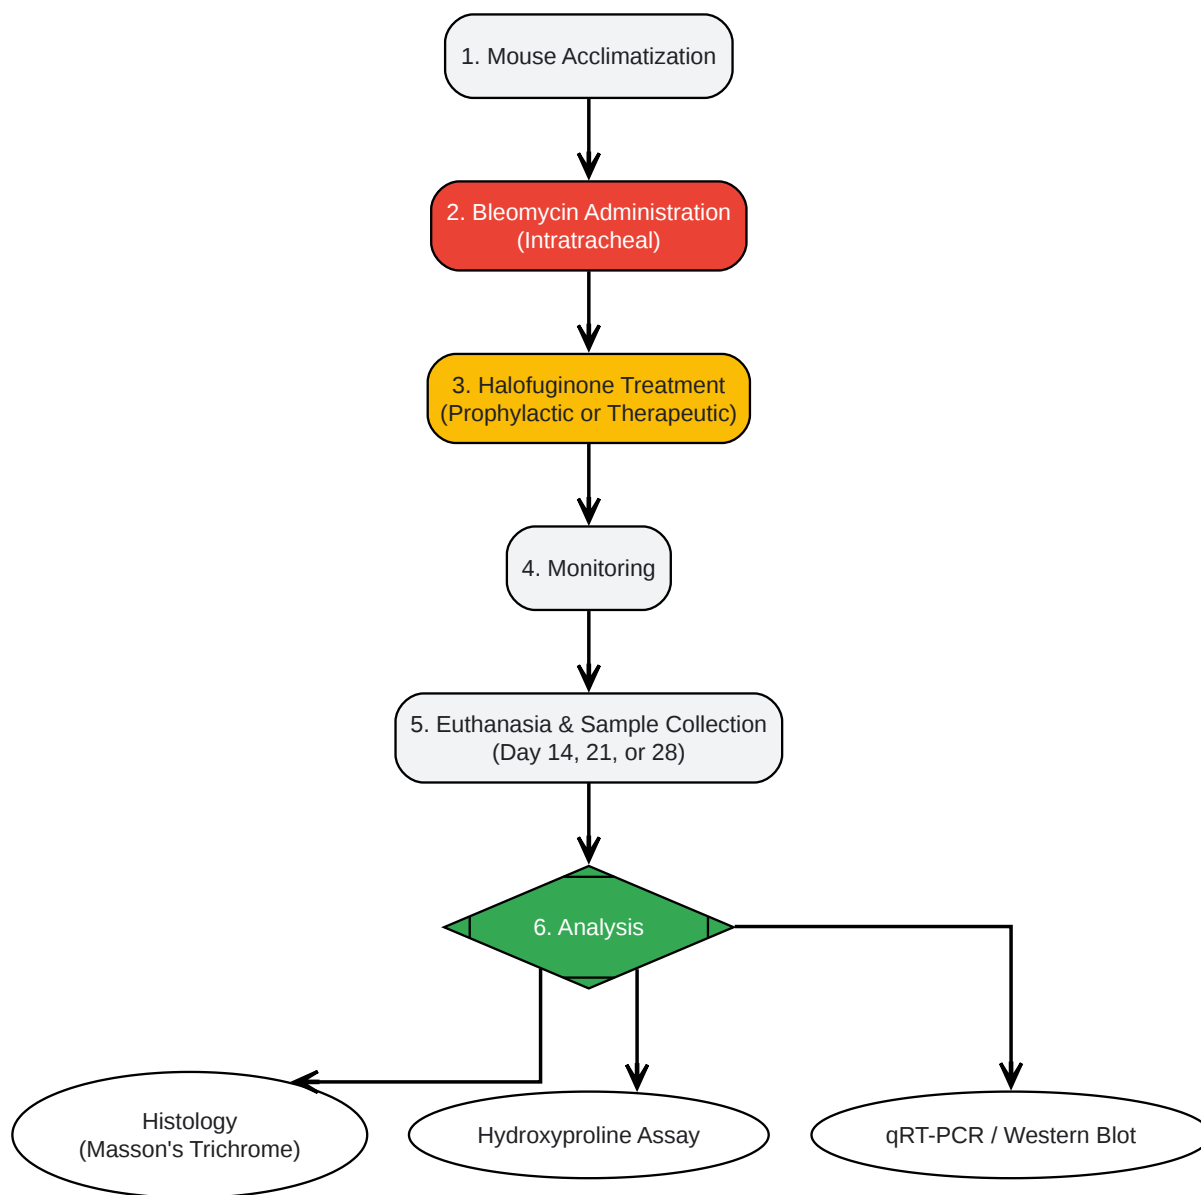 1. Mouse Acclimatization
2. Bleomycin Administration
(Intratracheal)
3. Halofuginone Treatment
(Prophylactic or Therapeutic)
4. Monitoring
5. Euthanasia & Sample Collection
(Day 14, 21, or 28)
6. Analysis
Histology
(Masson's Trichrome)
Hydroxyproline Assay
qRT-PCR / Western Blot